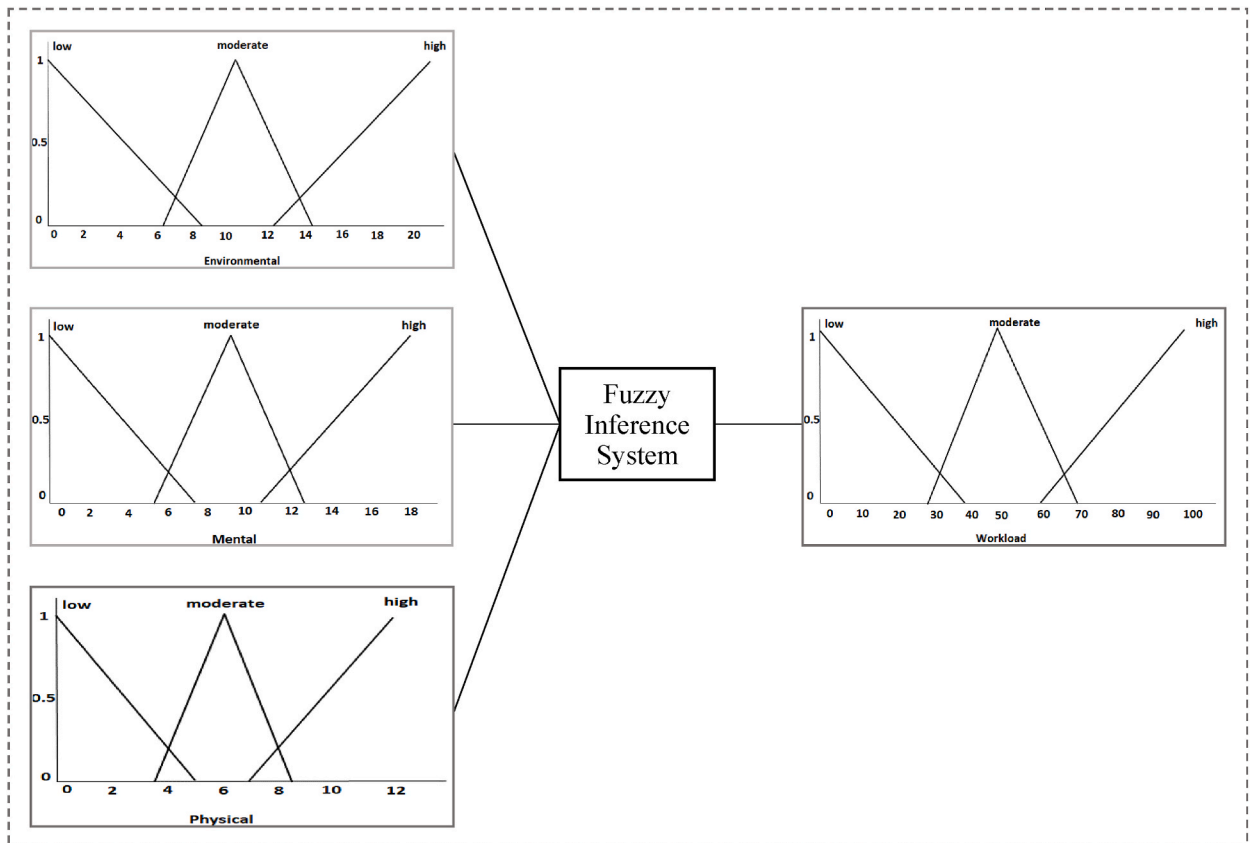 low moderate high
1
0.5
0
0 2 4 6 8 10 12 14 16 18 20
Environmental
low moderate high
1
0.5
0
0 2 4 6 8 10 12 14 16 18
Mental
low moderate high
1
0.5
0
0 2 4 6 8 10 12
Physical
Fuzzy
Inference
System
low moderate high
1
0.5
0
0 10 20 30 40 50 60 70 80 90 100
Workload